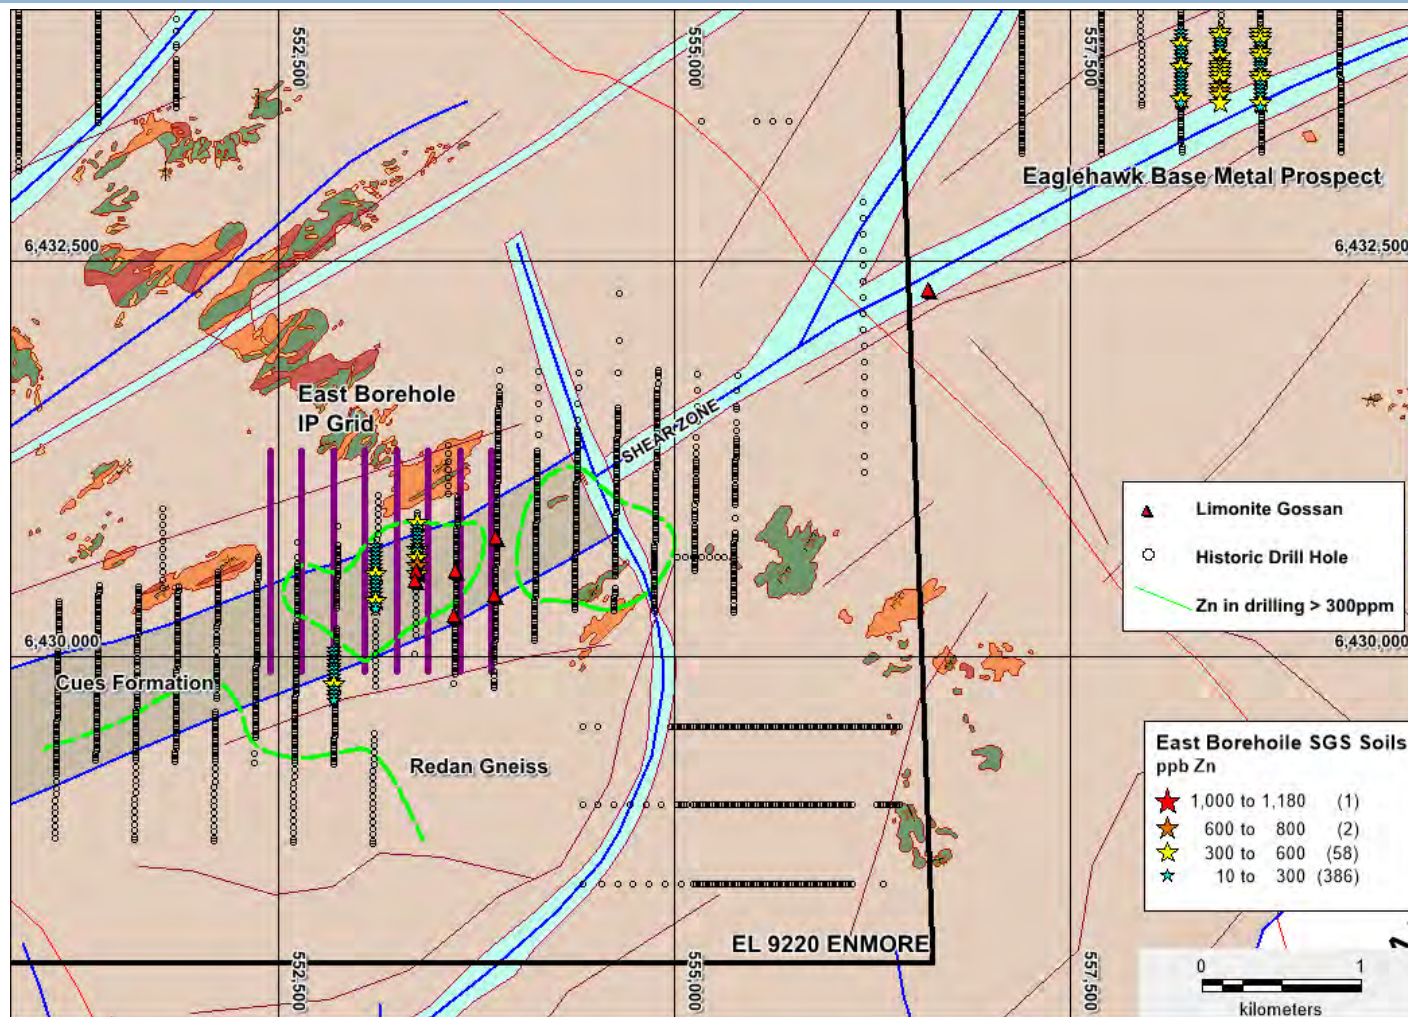 552,500
555,000
557,500
Eaglehawk Base Metal Prospect
6,432,500
6,432,500
East Borehole
IP Grid
SHEAR ZONE
Limonite Gossan
Historic Drill Hole
Zn in drilling > 300ppm
6,430,000
6,430,000
Cues Formation
Redan Gneiss
East Borehoile SGS Soils
ppb Zn
1,000 to 1,180 (1)
600 to 800 (2)
300 to 600 (58)
10 to 300 (386)
EL 9220 ENMORE
552,500
555,000
557,500
0 1
kilometers